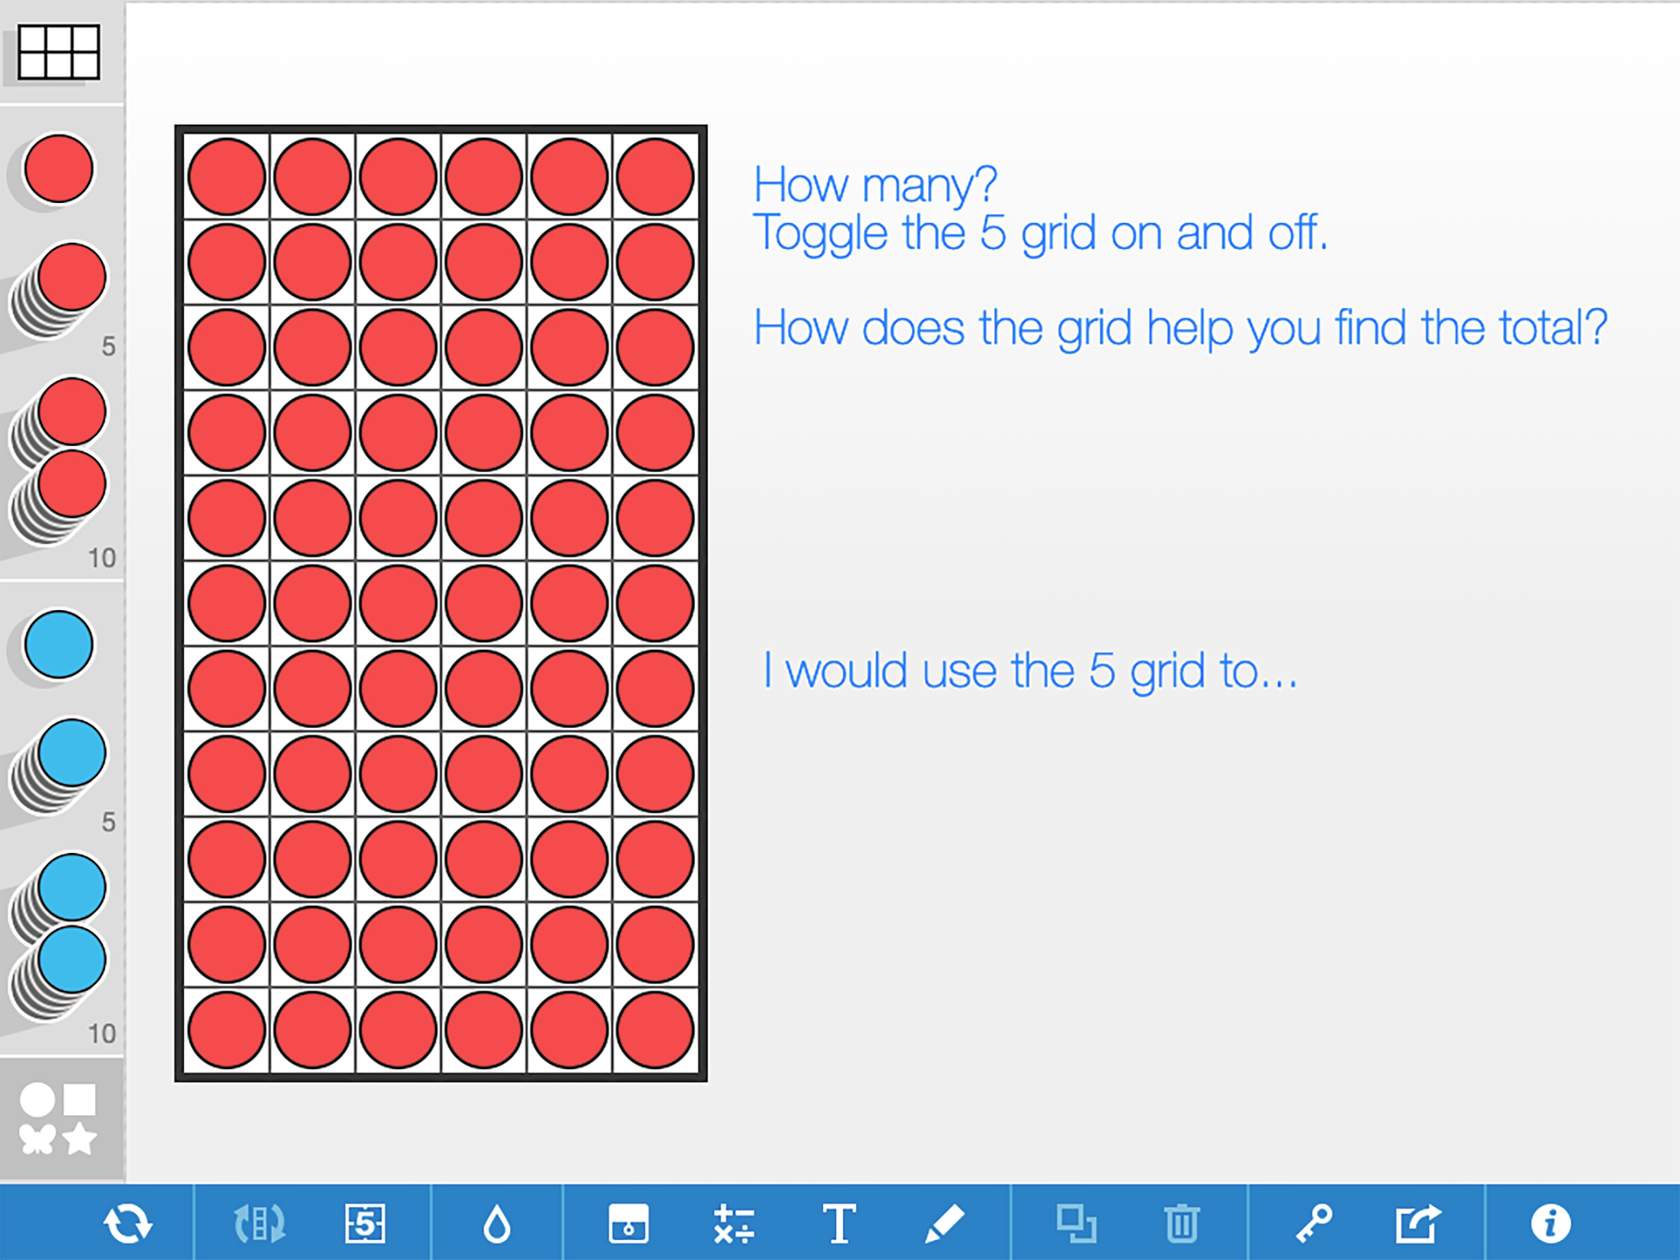 How many?
Toggle the 5 grid on and off.
How does the grid help you find the total?
5
10
I would use the 5 grid to...
5
10
5
T
i